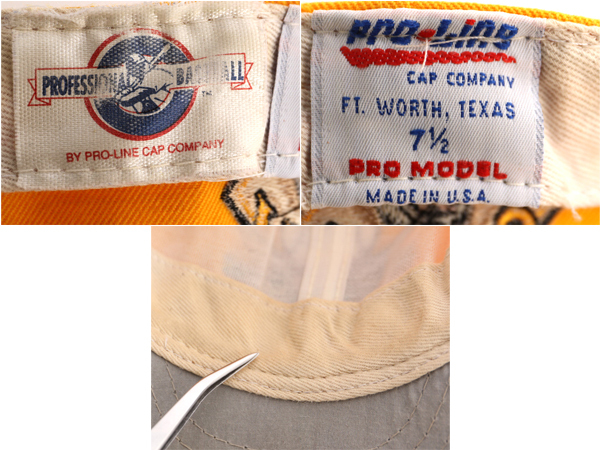 PROFESSIONAL BASEBALL
TM
BY PRO-LINE CAP COMPANY
PRO-LINE
CAP COMPANY
FT. WORTH, TEXAS
7½
PRO MODEL
MADE IN U.S.A.